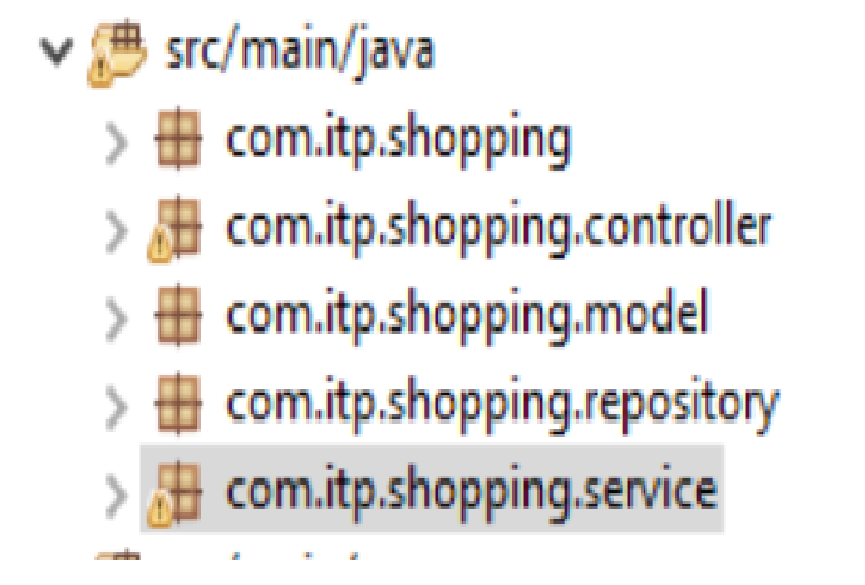 src/main/java
com.itp.shopping
com.itp.shopping.controller
com.itp.shopping.model
com.itp.shopping.repository
com.itp.shopping.service